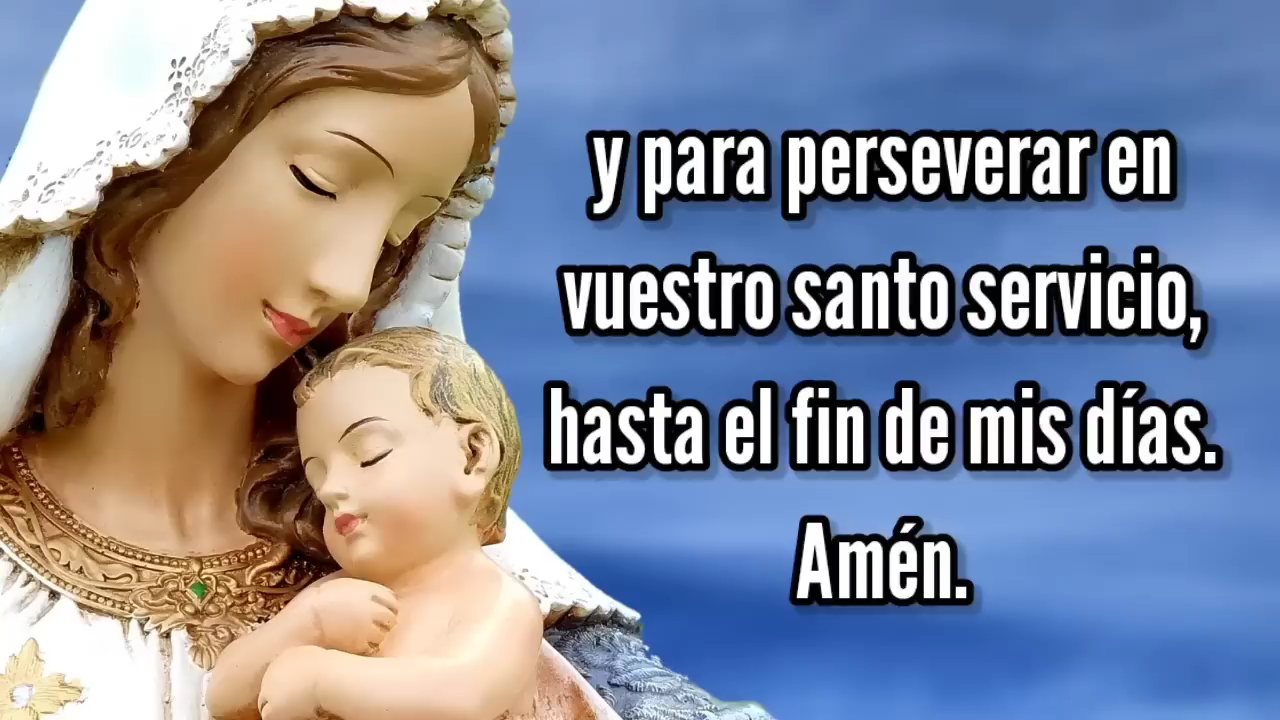 y para perseverar en
vuestro santo servicio,
hasta el fin de mis días.
Amén.